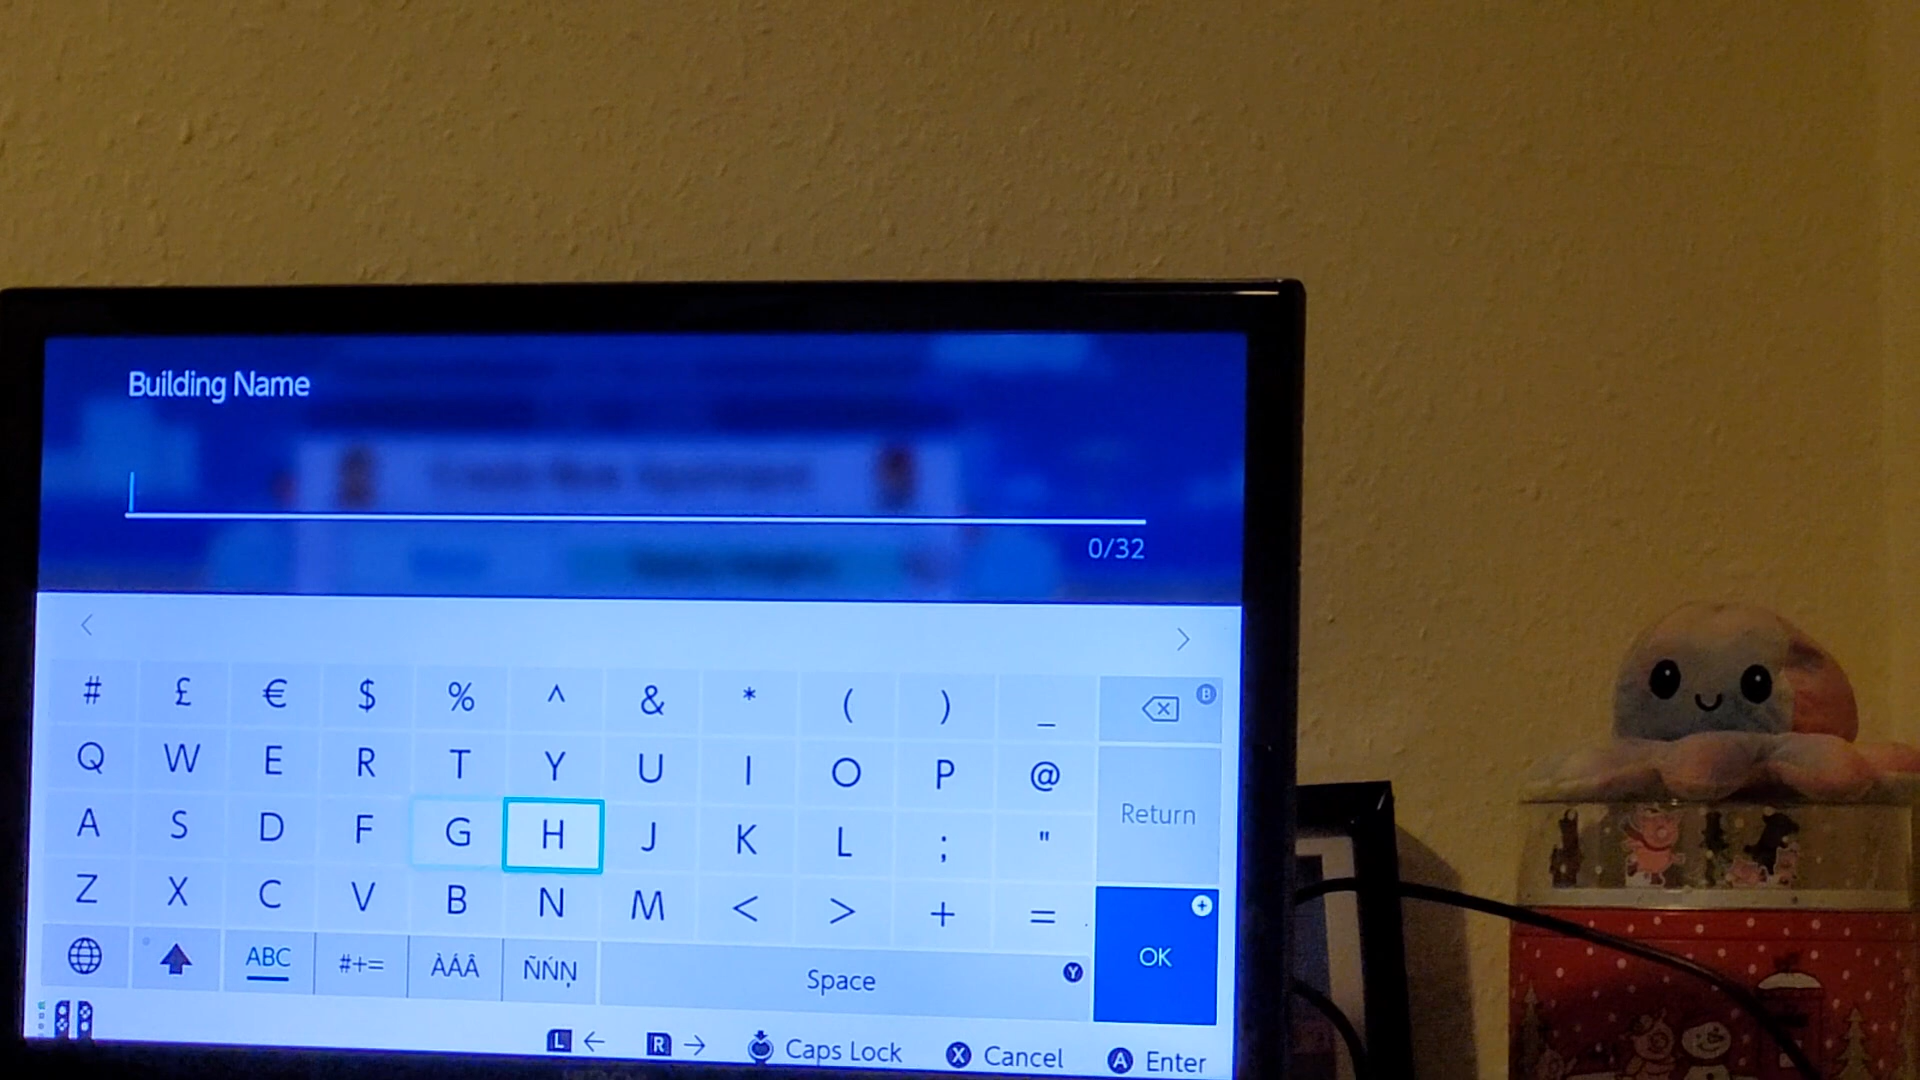 Building Name
0/32
# £ € $ % ^ & * ( ) _ B
Q W E R T Y U I O P @
Return
A S D F G H J K L ; "
Z X C V B N M < > + =
ABC #+= ÀÁÂ ÑŃŅ Space Y
+ OK
L ← R → Caps Lock X Cancel A Enter